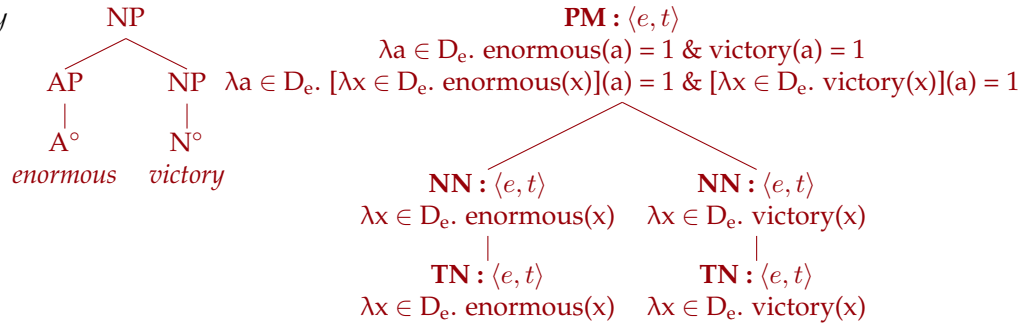 y
NP
PM : ⟨e, t⟩
λa ∈ Dₑ. enormous(a) = 1 & victory(a) = 1
AP NP λa ∈ Dₑ. [λx ∈ Dₑ. enormous(x)](a) = 1 & [λx ∈ Dₑ. victory(x)](a) = 1
A° N°
enormous victory
NN : ⟨e, t⟩ NN : ⟨e, t⟩
λx ∈ Dₑ. enormous(x) λx ∈ Dₑ. victory(x)
TN : ⟨e, t⟩ TN : ⟨e, t⟩
λx ∈ Dₑ. enormous(x) λx ∈ Dₑ. victory(x)